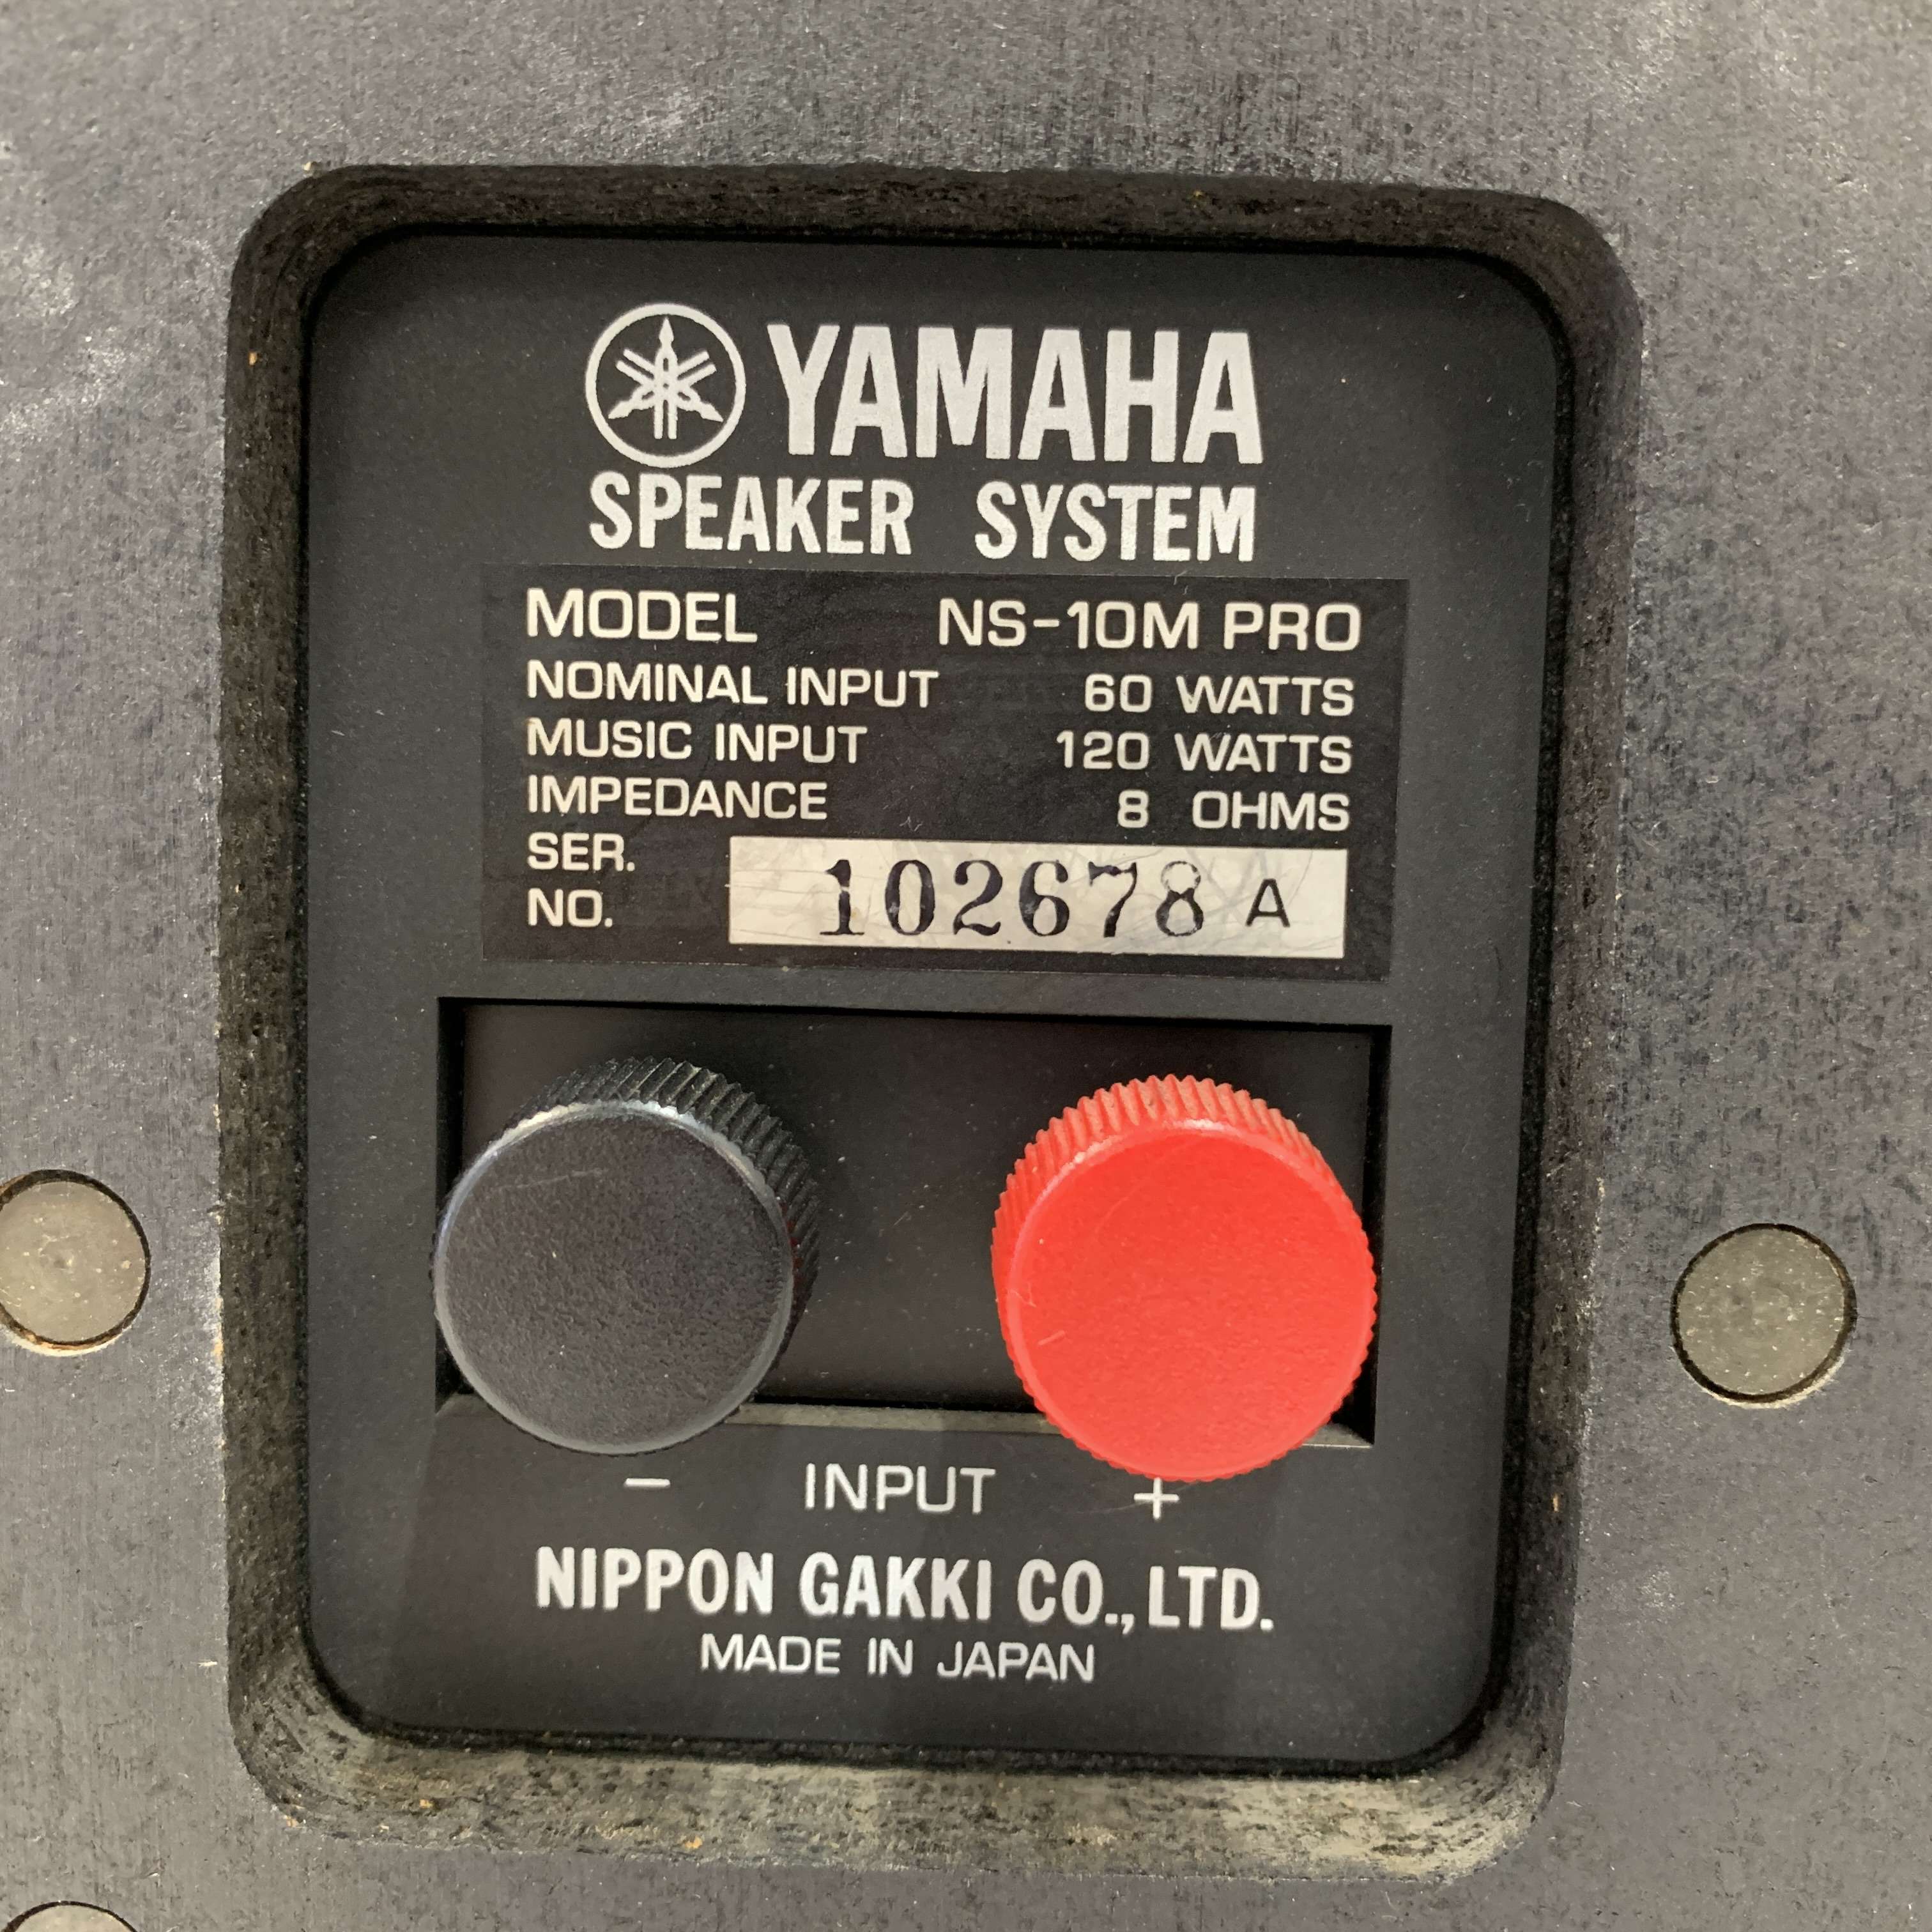 YAMAHA
SPEAKER SYSTEM
MODEL NS-10M PRO
NOMINAL INPUT 60 WATTS
MUSIC INPUT 120 WATTS
IMPEDANCE 8 OHMS
SER.
NO. 102678 A
- INPUT +
NIPPON GAKKI CO., LTD.
MADE IN JAPAN